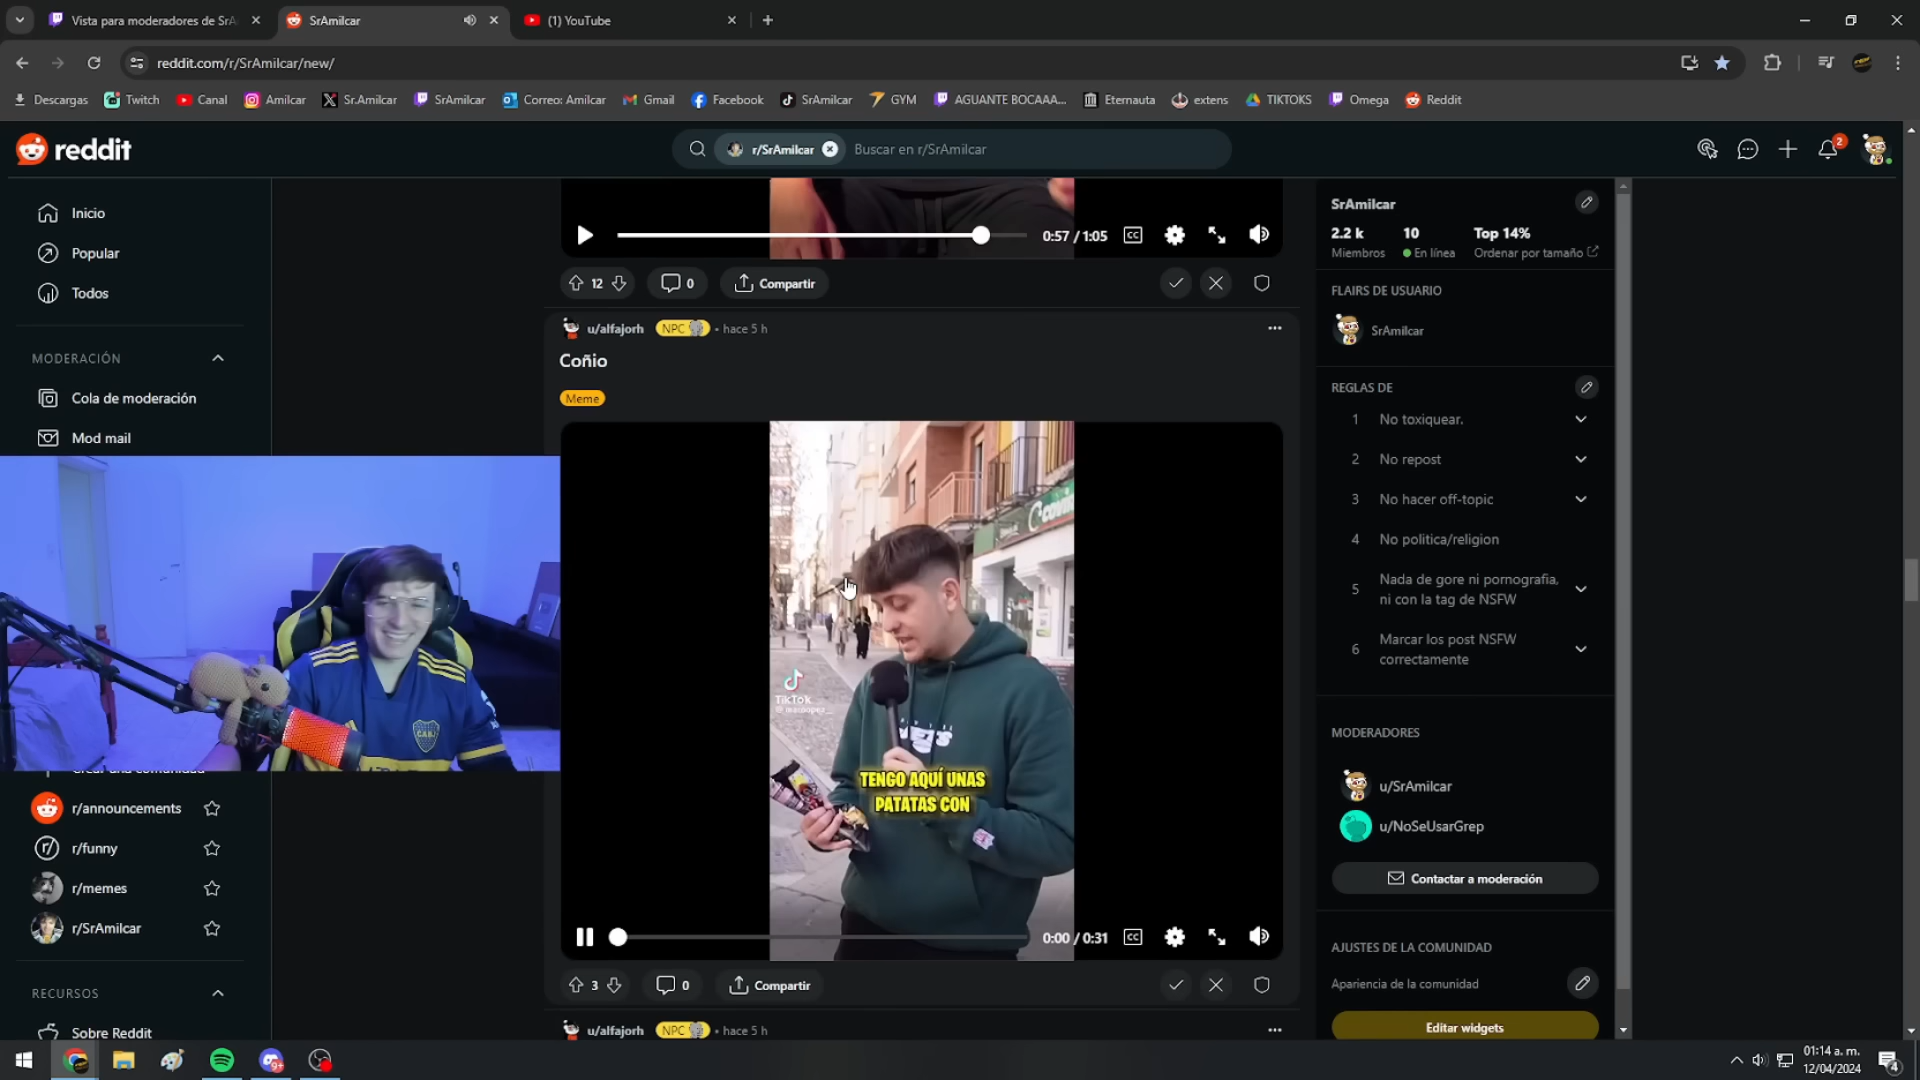 Vista para moderadores de SrA
SrAmilcar
(1) YouTube
reddit.com/r/SrAmilcar/new/
Descargas
Twitch
Canal
Amilcar
Sr.Amilcar
SrAmilcar
Correo: Amilcar
Gmail
Facebook
SrAmilcar
GYM
AGUANTE BOCAAA...
Eternauta
extens
TIKTOKS
Omega
Reddit
reddit
r/SrAmilcar
Buscar en r/SrAmilcar
2
Inicio
Popular
Todos
MODERACIÓN
Cola de moderación
Mod mail
r/announcements
r/funny
r/memes
r/SrAmilcar
RECURSOS
Sobre Reddit
0:57 / 1:05
CC
12
0
Compartir
u/alfajorh
NPC
• hace 5 h
Coñio
Meme
TikTok
CABJ
TENGO AQUÍ UNAS
PATATAS CON
0:00 / 0:31
CC
3
0
Compartir
u/alfajorh
NPC
• hace 5 h
SrAmilcar
2.2 k
10
Top 14%
Miembros
En línea
Ordenar por tamaño
FLAIRS DE USUARIO
SrAmilcar
REGLAS DE
1 No toxiquear.
2 No repost
3 No hacer off-topic
4 No politica/religion
5 Nada de gore ni pornografia,
ni con la tag de NSFW
6 Marcar los post NSFW
correctamente
MODERADORES
u/SrAmilcar
u/NoSeUsarGrep
Contactar a moderación
AJUSTES DE LA COMUNIDAD
Apariencia de la comunidad
Editar widgets
9+
01:14 a. m.
12/04/2024
4